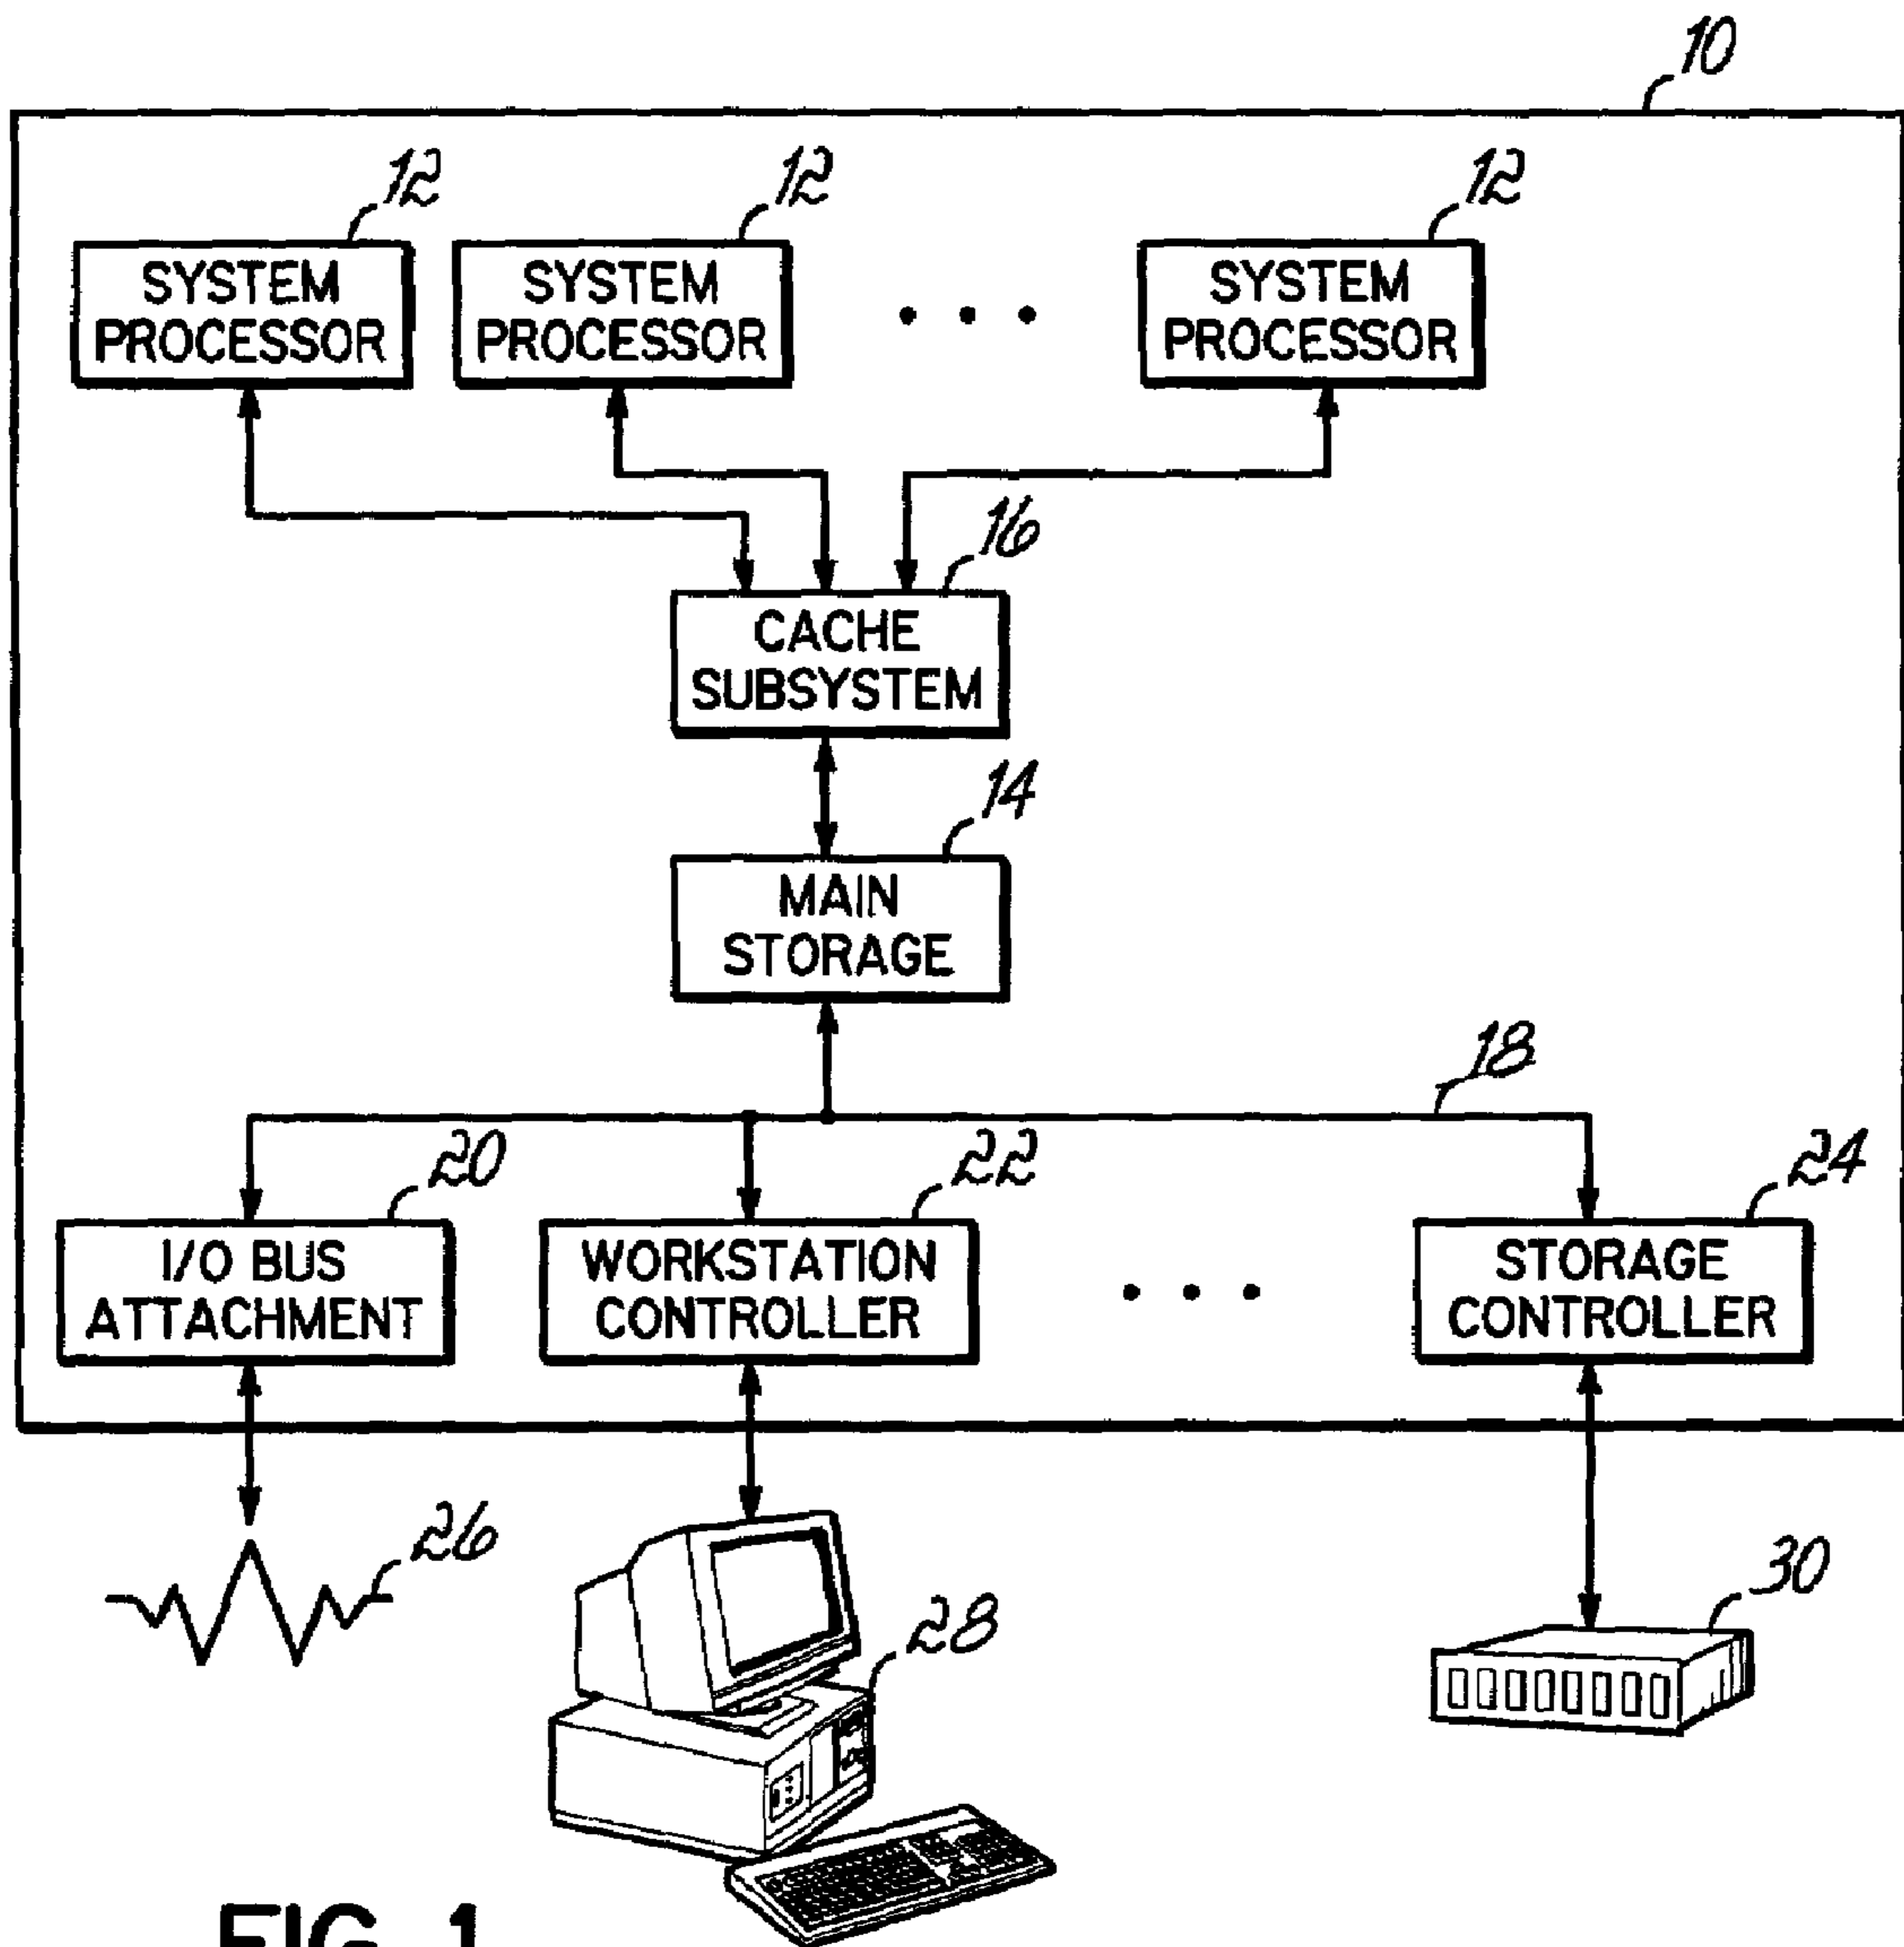 10
12
12
12
SYSTEM
PROCESSOR
SYSTEM
PROCESSOR
SYSTEM
PROCESSOR
16
CACHE
SUBSYSTEM
14
MAIN
STORAGE
18
20
22
24
I/O BUS
ATTACHMENT
WORKSTATION
CONTROLLER
STORAGE
CONTROLLER
26
28
30
FIG. 1